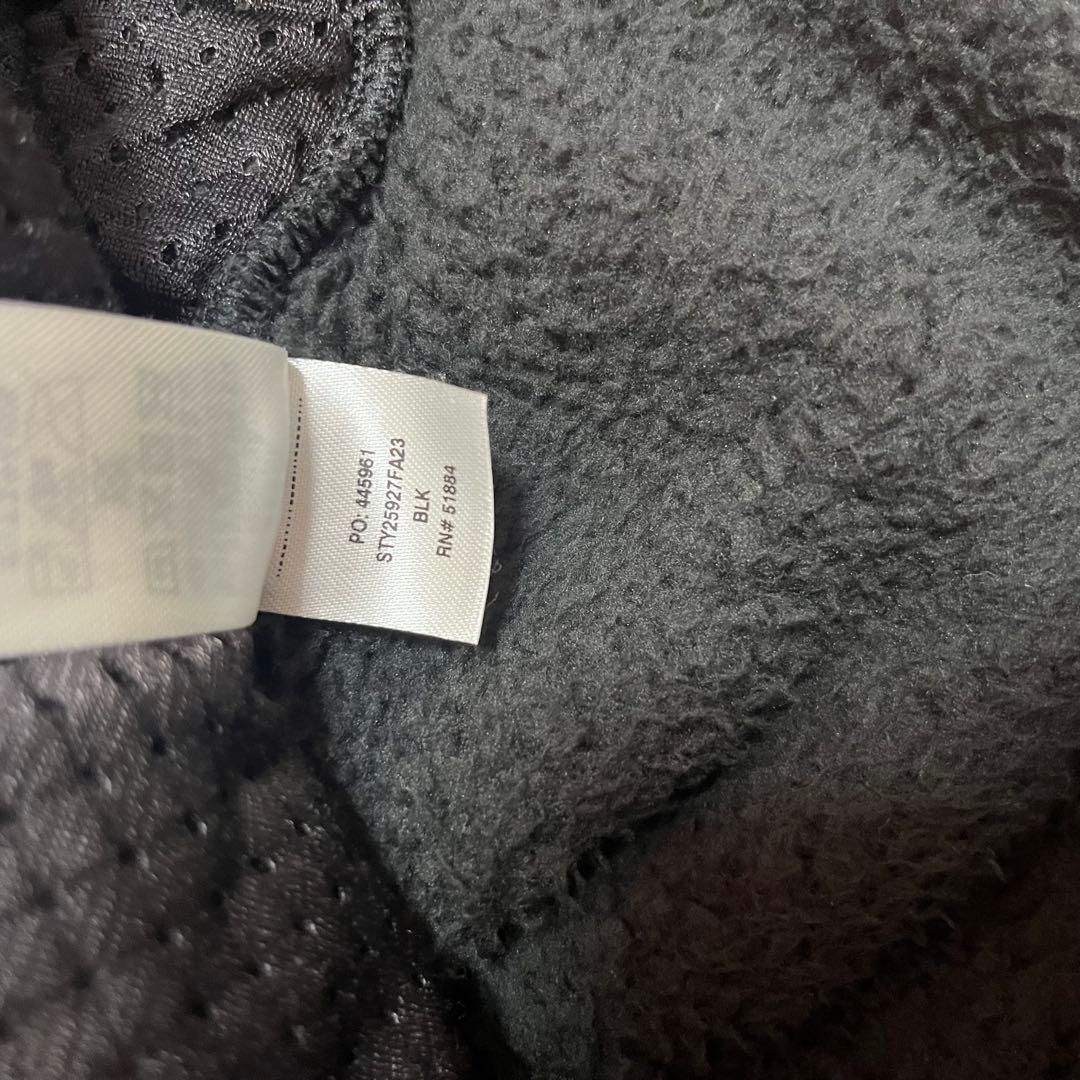 PO: 445961
STY25927FA23
BLK
RN# 51884